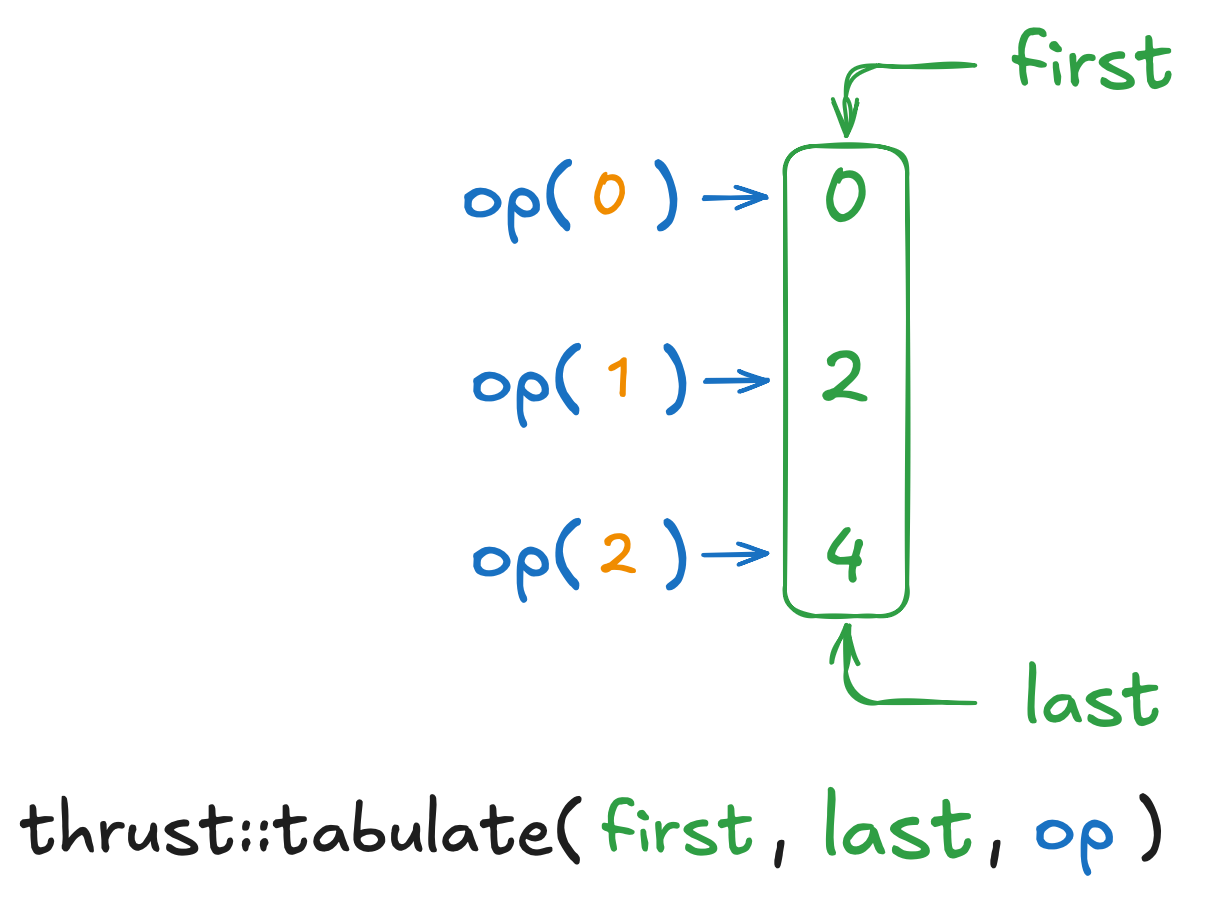 first
op( 0 ) → 0
op( 1 ) → 2
op( 2 ) → 4
last
thrust::tabulate( first , last , op )